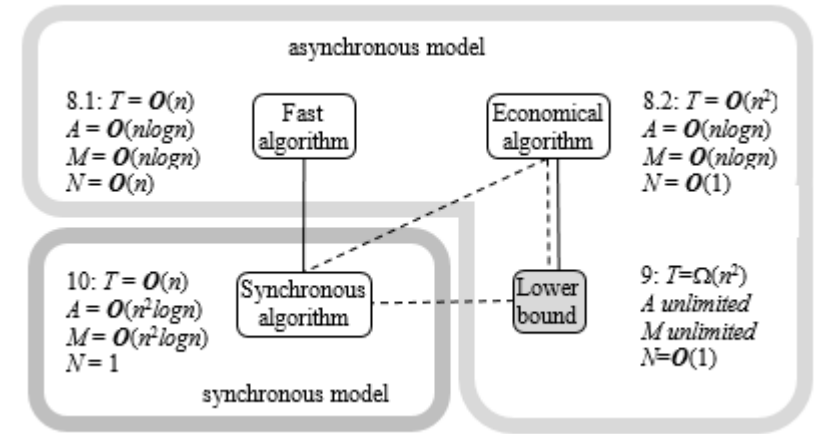 asynchronous model
8.1: T = O(n)
A = O(nlogn)
M = O(nlogn)
N = O(n)
Fast
algorithm
Economical
algorithm
8.2: T = O(n²)
A = O(nlogn)
M = O(nlogn)
N = O(1)
10: T = O(n)
A = O(n²logn)
M = O(n²logn)
N = 1
Synchronous
algorithm
Lower
bound
9: T=Ω(n²)
A unlimited
M unlimited
N=O(1)
synchronous model